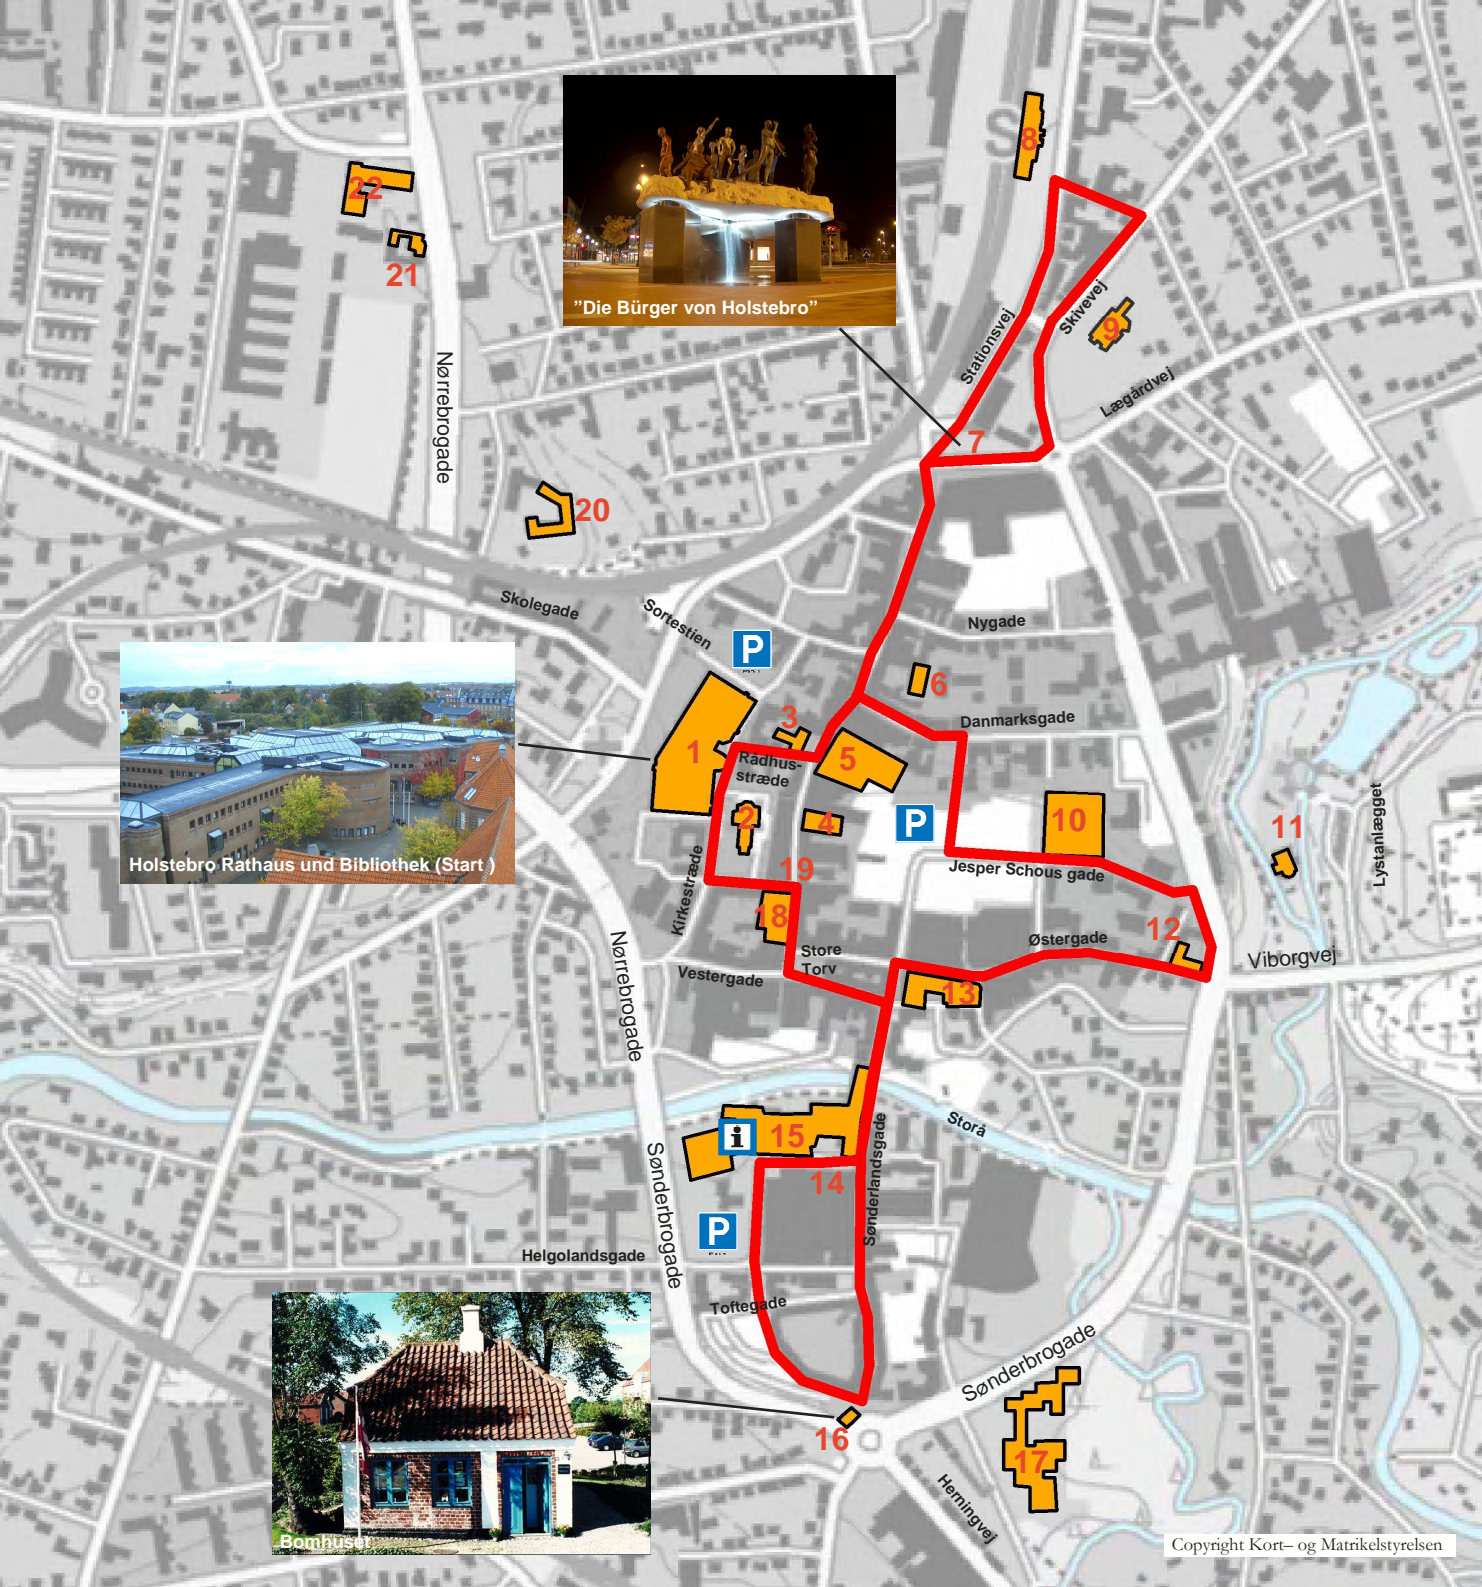 S
8
22
21
"Die Bürger von Holstebro"
Nørrebrogade
Stationsvej
Skivevej
9
Lægårdvej
7
20
Skolegade
Sortestien
P
Nygade
6
Danmarksgade
3
1
5
Rådhus-
stræde
2
4
P
10
11
Lystanlægget
Holstebro Rathaus und Bibliothek (Start )
Kirkestræde
19
18
Jesper Schous gade
12
Østergade
Viborgvej
Store
Torv
Vestergade
13
Nørrebrogade
Storå
i
15
14
Sønderlandsgade
Sønderbrogade
P
Helgolandsgade
Toftegade
Sønderbrogade
16
17
Herningvej
Bomhuset
Copyright Kort– og Matrikelstyrelsen